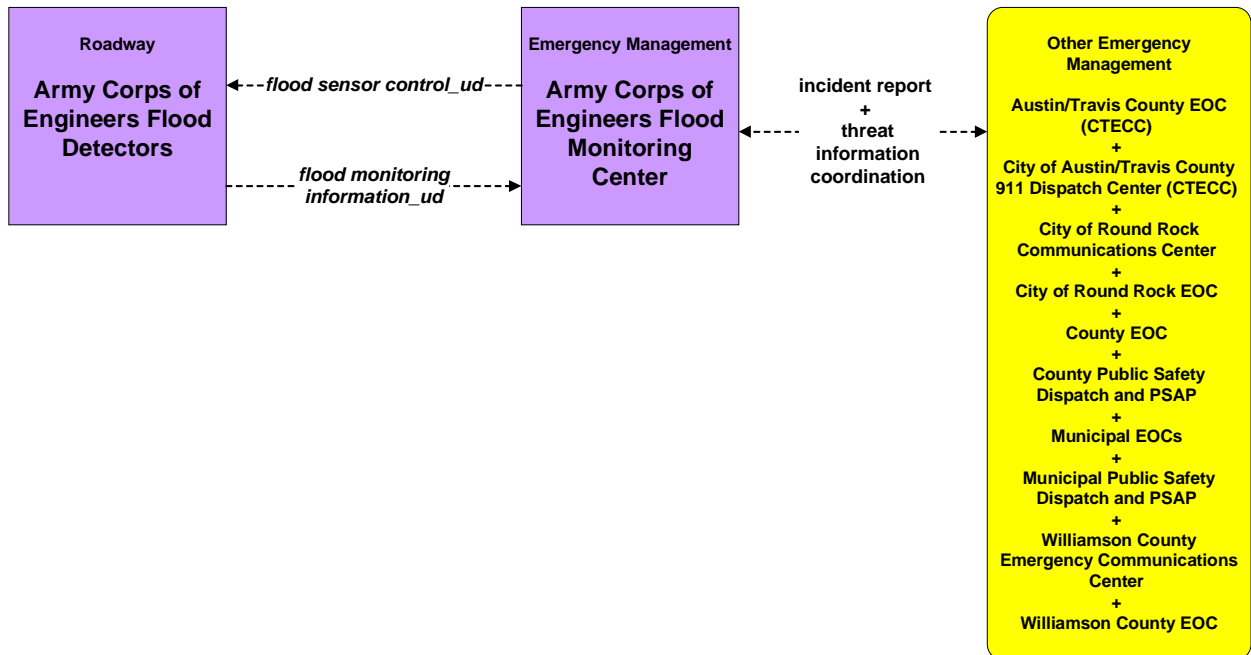 Roadway
Army Corps of
Engineers Flood
Detectors
flood sensor control_ud
flood monitoring
information_ud
Emergency Management
Army Corps of
Engineers Flood
Monitoring
Center
incident report
+
threat
information
coordination
Other Emergency
Management
Austin/Travis County EOC
(CTECC)
+
City of Austin/Travis County
911 Dispatch Center (CTECC)
+
City of Round Rock
Communications Center
+
City of Round Rock EOC
+
County EOC
+
County Public Safety
Dispatch and PSAP
+
Municipal EOCs
+
Municipal Public Safety
Dispatch and PSAP
+
Williamson County
Emergency Communications
Center
+
Williamson County EOC